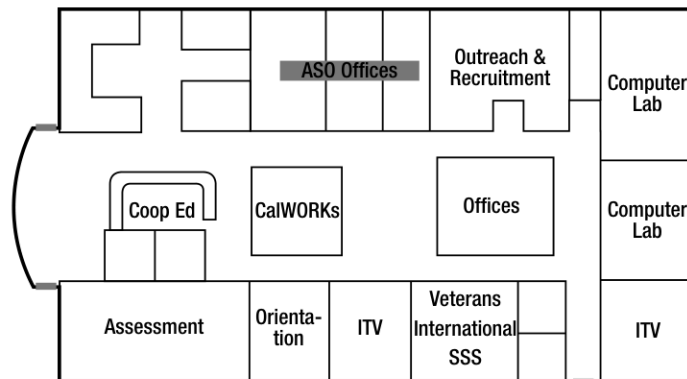 ASO Offices
Outreach &
Recruitment
Computer
Lab
Coop Ed
CalWORKs
Offices
Computer
Lab
Assessment
Orienta-
tion
ITV
Veterans
International
SSS
ITV